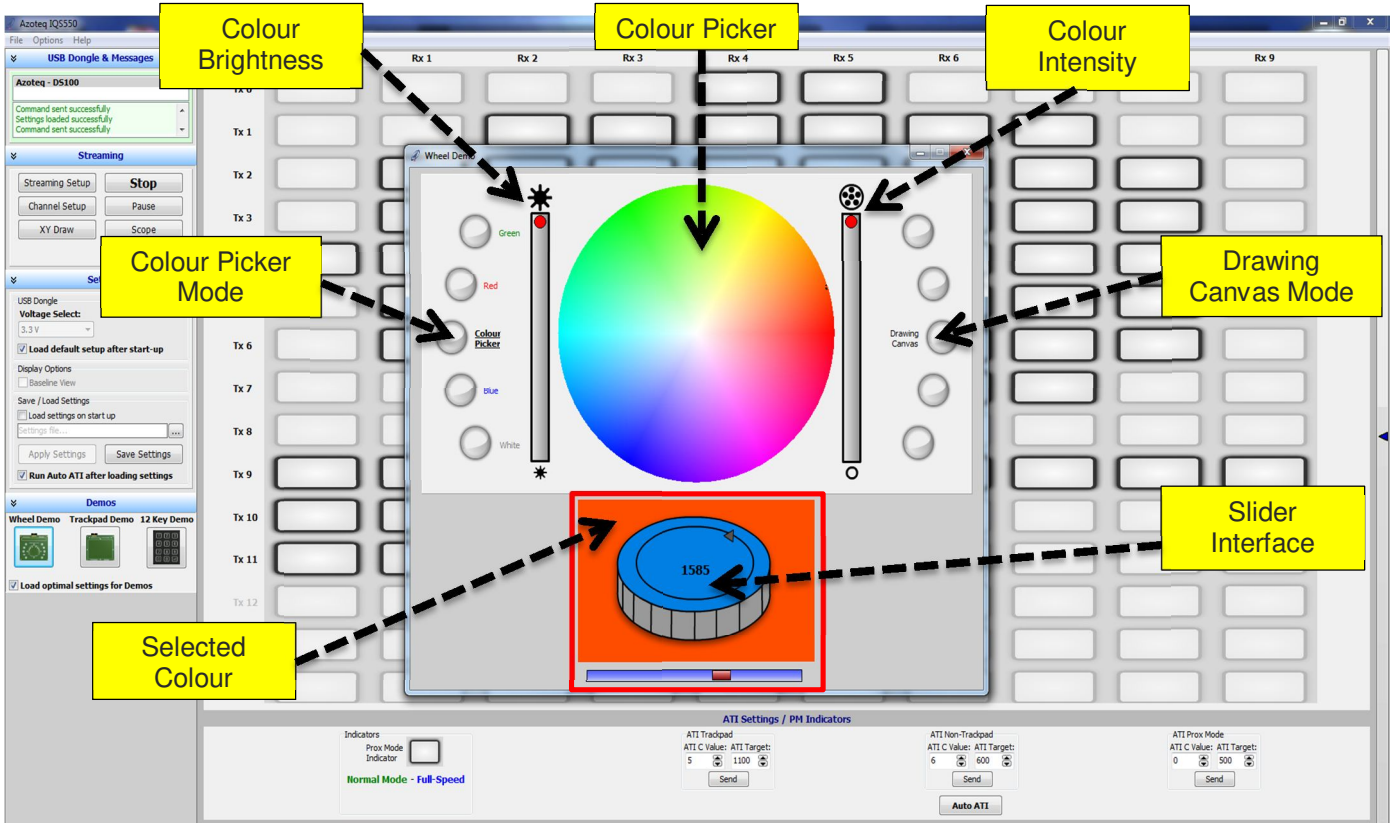 Azoteq IQS550
File Options Help
USB Dongle & Messages
Azoteq - DS100
Command sent successfully
Settings loaded successfully
Command sent successfully
Streaming
Streaming Setup
Stop
Channel Setup
Pause
XY Draw
Scope
Se
USB Dongle
Voltage Select:
3.3 V
Load default setup after start-up
Display Options
Baseline View
Save / Load Settings
Load settings on start up
Settings file...
...
Apply Settings
Save Settings
Run Auto ATI after loading settings
Demos
Wheel Demo Trackpad Demo 12 Key Demo
Load optimal settings for Demos
Colour
Brightness
Colour Picker
Colour
Intensity
Colour Picker
Mode
Drawing
Canvas Mode
Slider
Interface
Selected
Colour
Rx 1 Rx 2 Rx 3 Rx 4 Rx 5 Rx 6 Rx 9
Tx 0
Tx 1
Tx 2
Tx 3
Tx 6
Tx 7
Tx 8
Tx 9
Tx 10
Tx 11
Tx 12
Wheel Demo
Green
Red
Colour
Picker
Blue
White
Drawing
Canvas
1585
ATI Settings / PM Indicators
Indicators
Prox Mode
Indicator
Normal Mode - Full-Speed
ATI Trackpad
ATI C Value: ATI Target:
5 1100
Send
ATI Non-Trackpad
ATI C Value: ATI Target:
6 600
Send
Auto ATI
ATI Prox Mode
ATI C Value: ATI Target:
0 500
Send